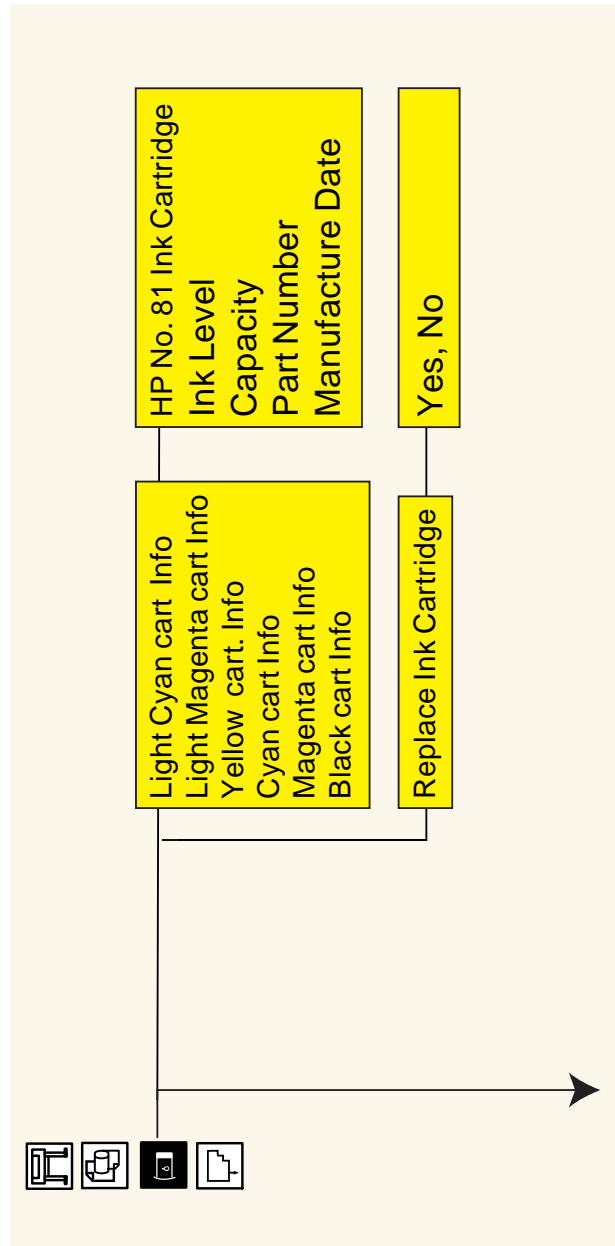 Light Cyan cart Info
Light Magenta cart Info
Yellow cart. Info
Cyan cart Info
Magenta cart Info
Black cart Info
HP No. 81 Ink Cartridge
Ink Level
Capacity
Part Number
Manufacture Date
Replace Ink Cartridge
Yes, No